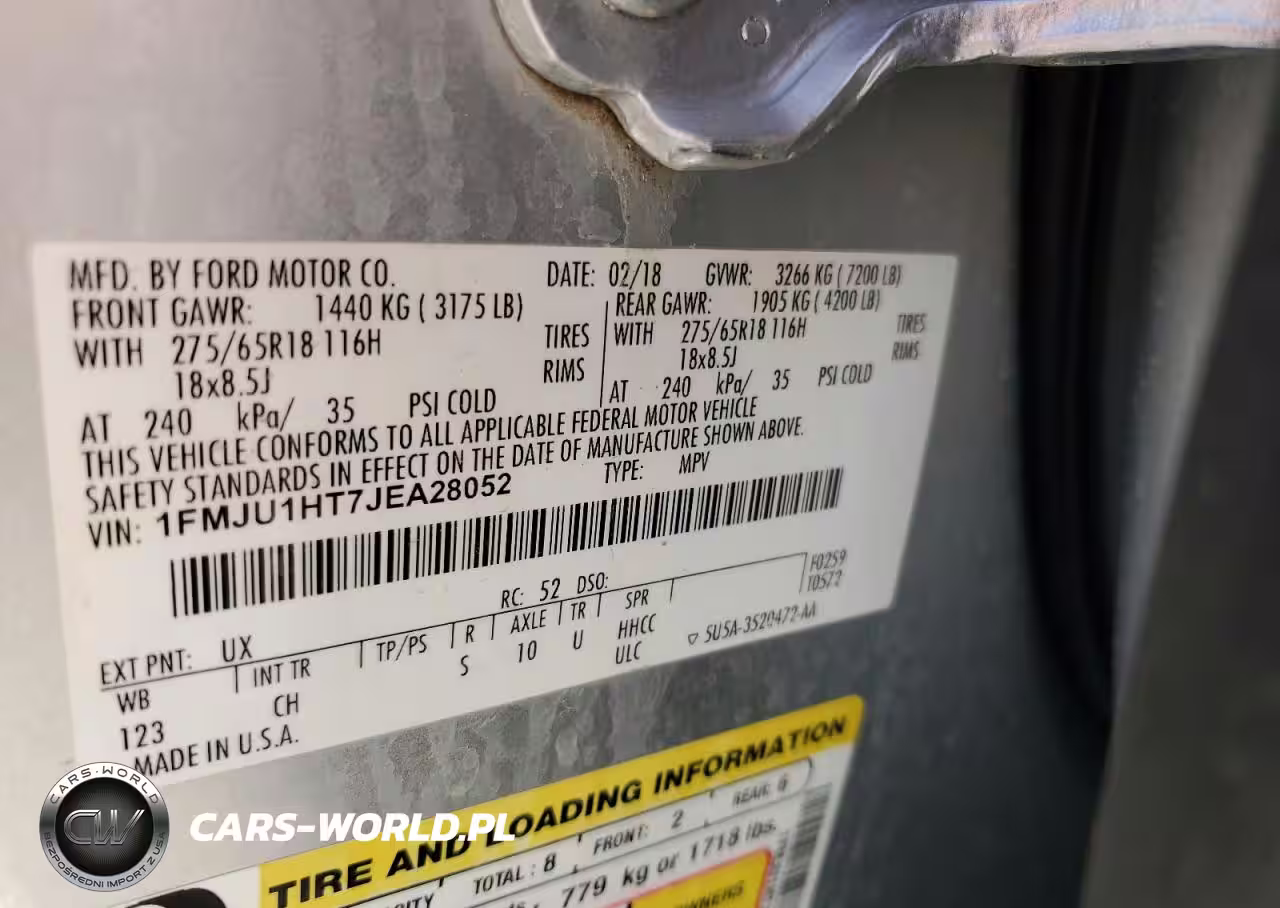 MFD. BY FORD MOTOR CO. DATE: 02/18 GVWR: 3266 KG ( 7200 LB)
FRONT GAWR: 1440 KG ( 3175 LB) REAR GAWR: 1905 KG ( 4200 LB)
WITH 275/65R18 116H TIRES WITH 275/65R18 116H TIRES
18x8.5J RIMS 18x8.5J RIMS
AT 240 kPa/ 35 PSI COLD AT 240 kPa/ 35 PSI COLD
THIS VEHICLE CONFORMS TO ALL APPLICABLE FEDERAL MOTOR VEHICLE
SAFETY STANDARDS IN EFFECT ON THE DATE OF MANUFACTURE SHOWN ABOVE.
VIN: 1FMJU1HT7JEA28052 TYPE: MPV
F0259
T0572
EXT PNT: UX RC: 52 DSO:
WB INT TR TP/PS R AXLE TR SPR
123 CH S 10 U HHCC
ULC
MADE IN U.S.A. 5U5A-3520472-AA
TIRE AND LOADING INFORMATION
TOTAL : 8 FRONT: 2 REAR: 6
779 kg or 1718 lbs.
CARS-WORLD
CW
BEZPOŚREDNI IMPORT Z USA
CARS-WORLD.PL